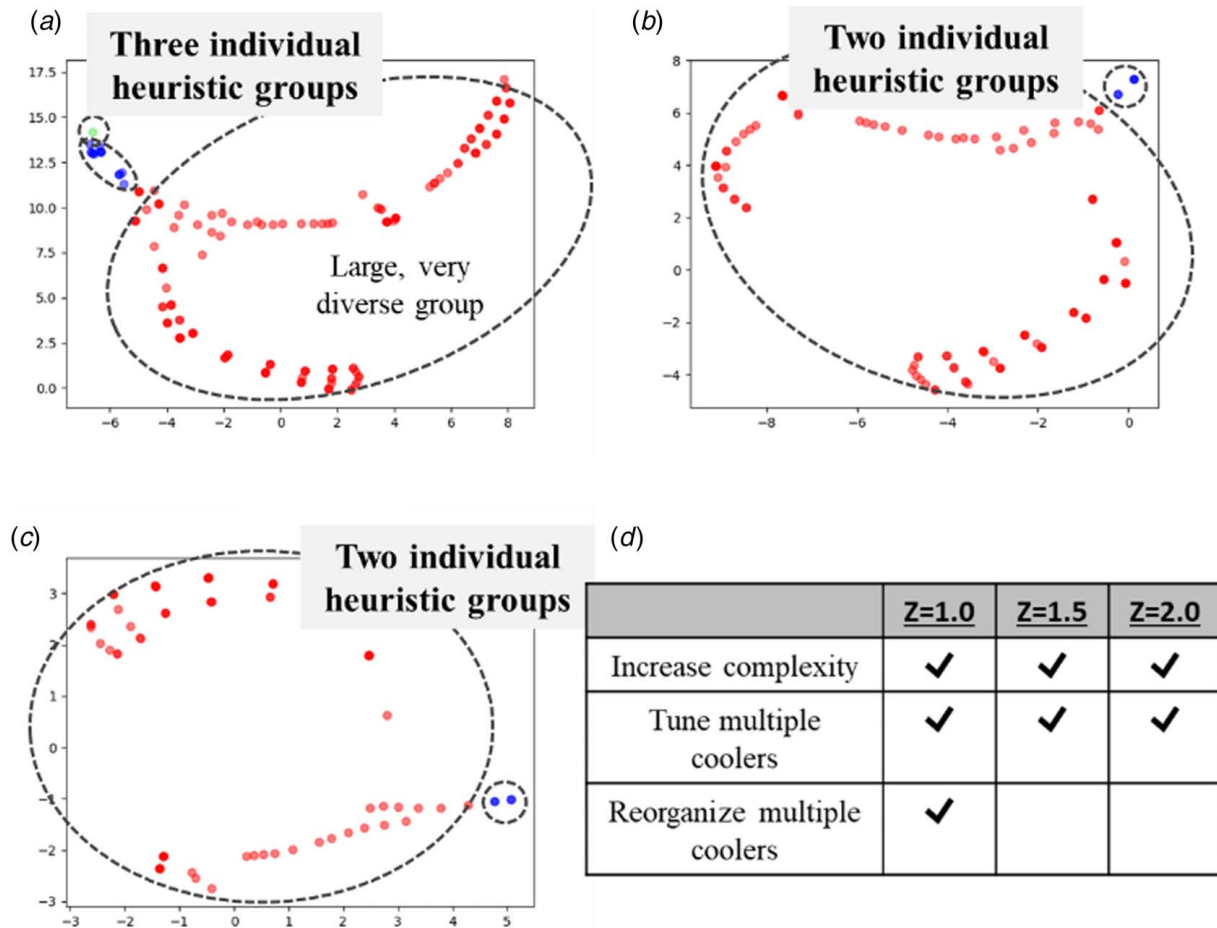 (a)
Three individual
heuristic groups
17.5
15.0
12.5
10.0
7.5
5.0
2.5
0.0
Large, very
diverse group
−6 −4 −2 0 2 4 6 8
(b)
Two individual
heuristic groups
8
6
4
2
0
−2
−4
−8 −6 −4 −2 0
(c)
Two individual
heuristic groups
3
2
1
0
−1
−2
−3
−3 −2 −1 0 1 2 3 4 5
(d)
Z=1.0 Z=1.5 Z=2.0
Increase complexity ✓ ✓ ✓
Tune multiple
coolers ✓ ✓ ✓
Reorganize multiple
coolers ✓